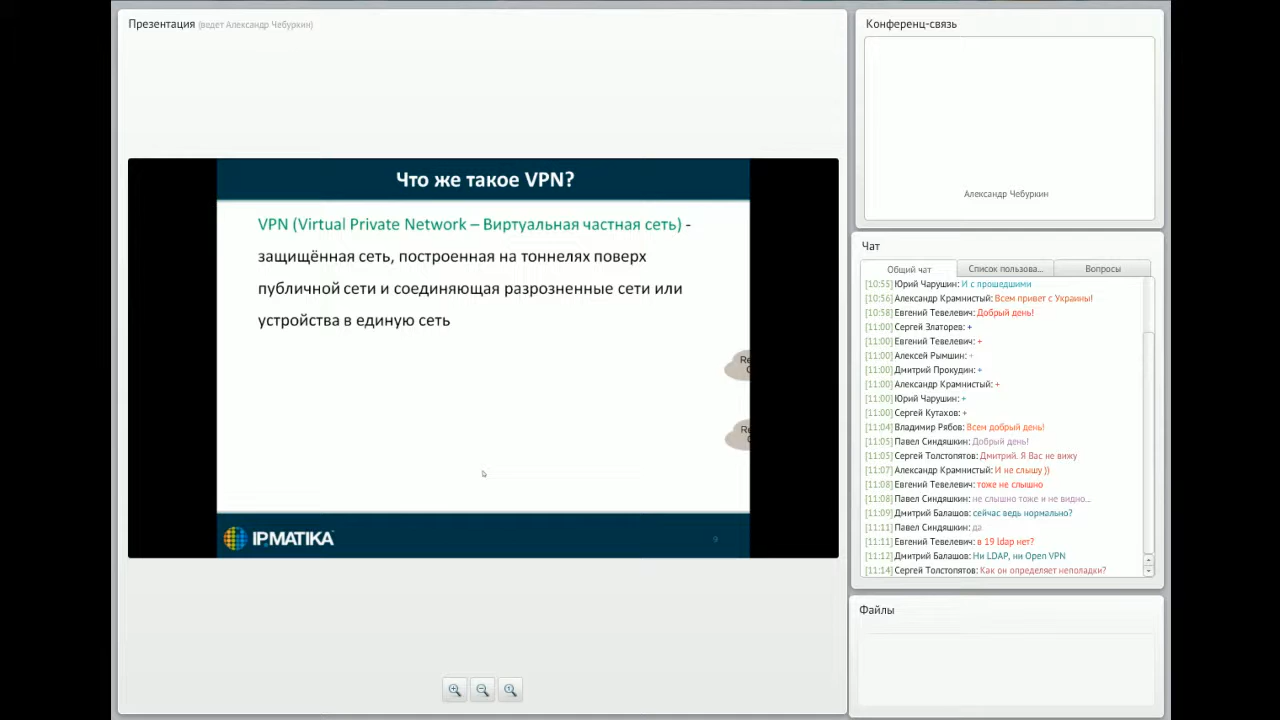 Презентация (ведет Александр Чебуркин)
Что же такое VPN?
VPN (Virtual Private Network – Виртуальная частная сеть) -
защищённая сеть, построенная на тоннелях поверх
публичной сети и соединяющая разрозненные сети или
устройства в единую сеть
IPMATIKA
9
Конференц-связь
Александр Чебуркин
Чат
Общий чат
Список пользова...
Вопросы
[10:55] Юрий Чарушин: И с прошедшими
[10:56] Александр Крамнистый: Всем привет с Украины!
[10:58] Евгений Тевелевич: Добрый день!
[11:00] Сергей Златорев: +
[11:00] Евгений Тевелевич: +
[11:00] Алексей Рымшин: +
[11:00] Дмитрий Прокудин: +
[11:00] Александр Крамнистый: +
[11:00] Юрий Чарушин: +
[11:00] Сергей Кутахов: +
[11:04] Владимир Рябов: Всем добрый день!
[11:05] Павел Синдяшкин: Добрый день!
[11:05] Сергей Толстопятов: Дмитрий. Я Вас не вижу
[11:07] Александр Крамнистый: И не слышу ))
[11:08] Евгений Тевелевич: тоже не слышно
[11:08] Павел Синдяшкин: не слышно тоже и не видно...
[11:09] Дмитрий Балашов: сейчас ведь нормально?
[11:11] Павел Синдяшкин: да
[11:11] Евгений Тевелевич: в 19 ldap нет?
[11:12] Дмитрий Балашов: Ни LDAP, ни Open VPN
[11:14] Сергей Толстопятов: Как он определяет неполадки?
Файлы